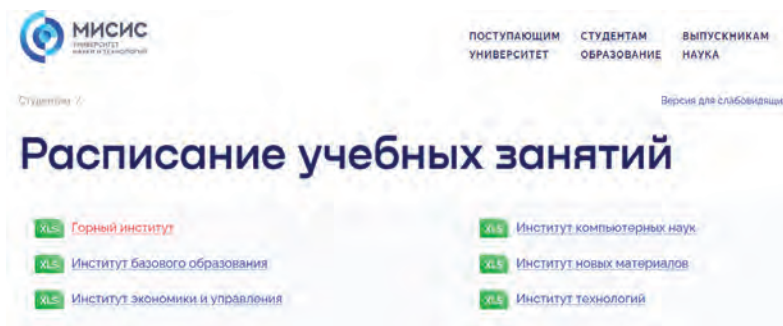 МИСИС
УНИВЕРСИТЕТ
НАУКИ И ТЕХНОЛОГИЙ
ПОСТУПАЮЩИМ СТУДЕНТАМ ВЫПУСКНИКАМ
УНИВЕРСИТЕТ ОБРАЗОВАНИЕ НАУКА
Студентам /
Версия для слабовидящи
Расписание учебных занятий
XLS Горный институт
XLS Институт базового образования
XLS Институт экономики и управления
XLS Институт компьютерных наук
XLS Институт новых материалов
XLS Институт технологий